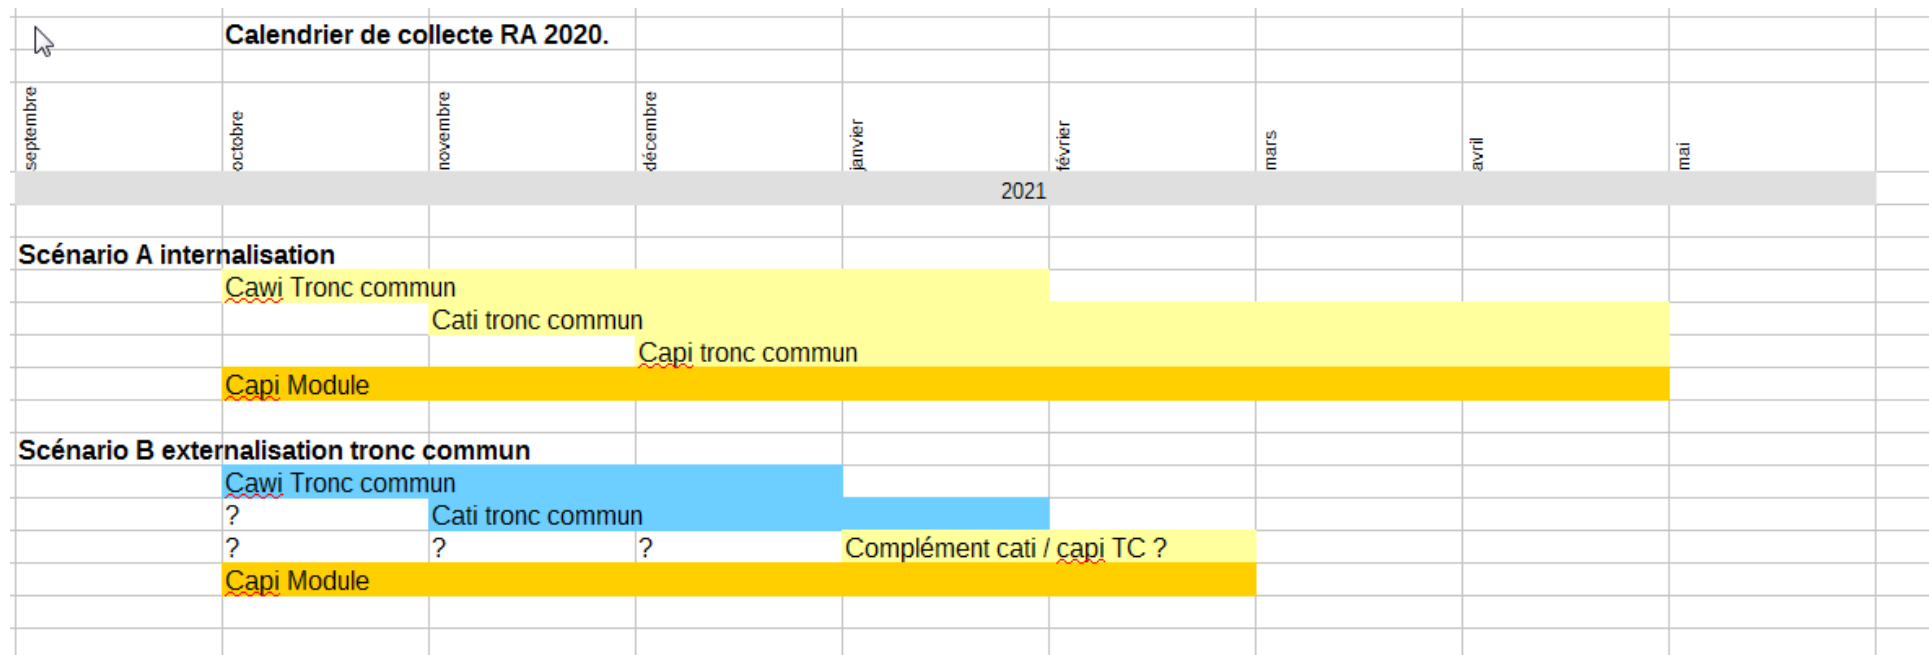 Calendrier de collecte RA 2020.
septembre octobre novembre décembre janvier février mars avril mai
2021
Scénario A internalisation
Cawi Tronc commun
Cati tronc commun
Capi tronc commun
Capi Module
Scénario B externalisation tronc commun
Cawi Tronc commun
? Cati tronc commun
? ? ? Complément cati / capi TC ?
Capi Module